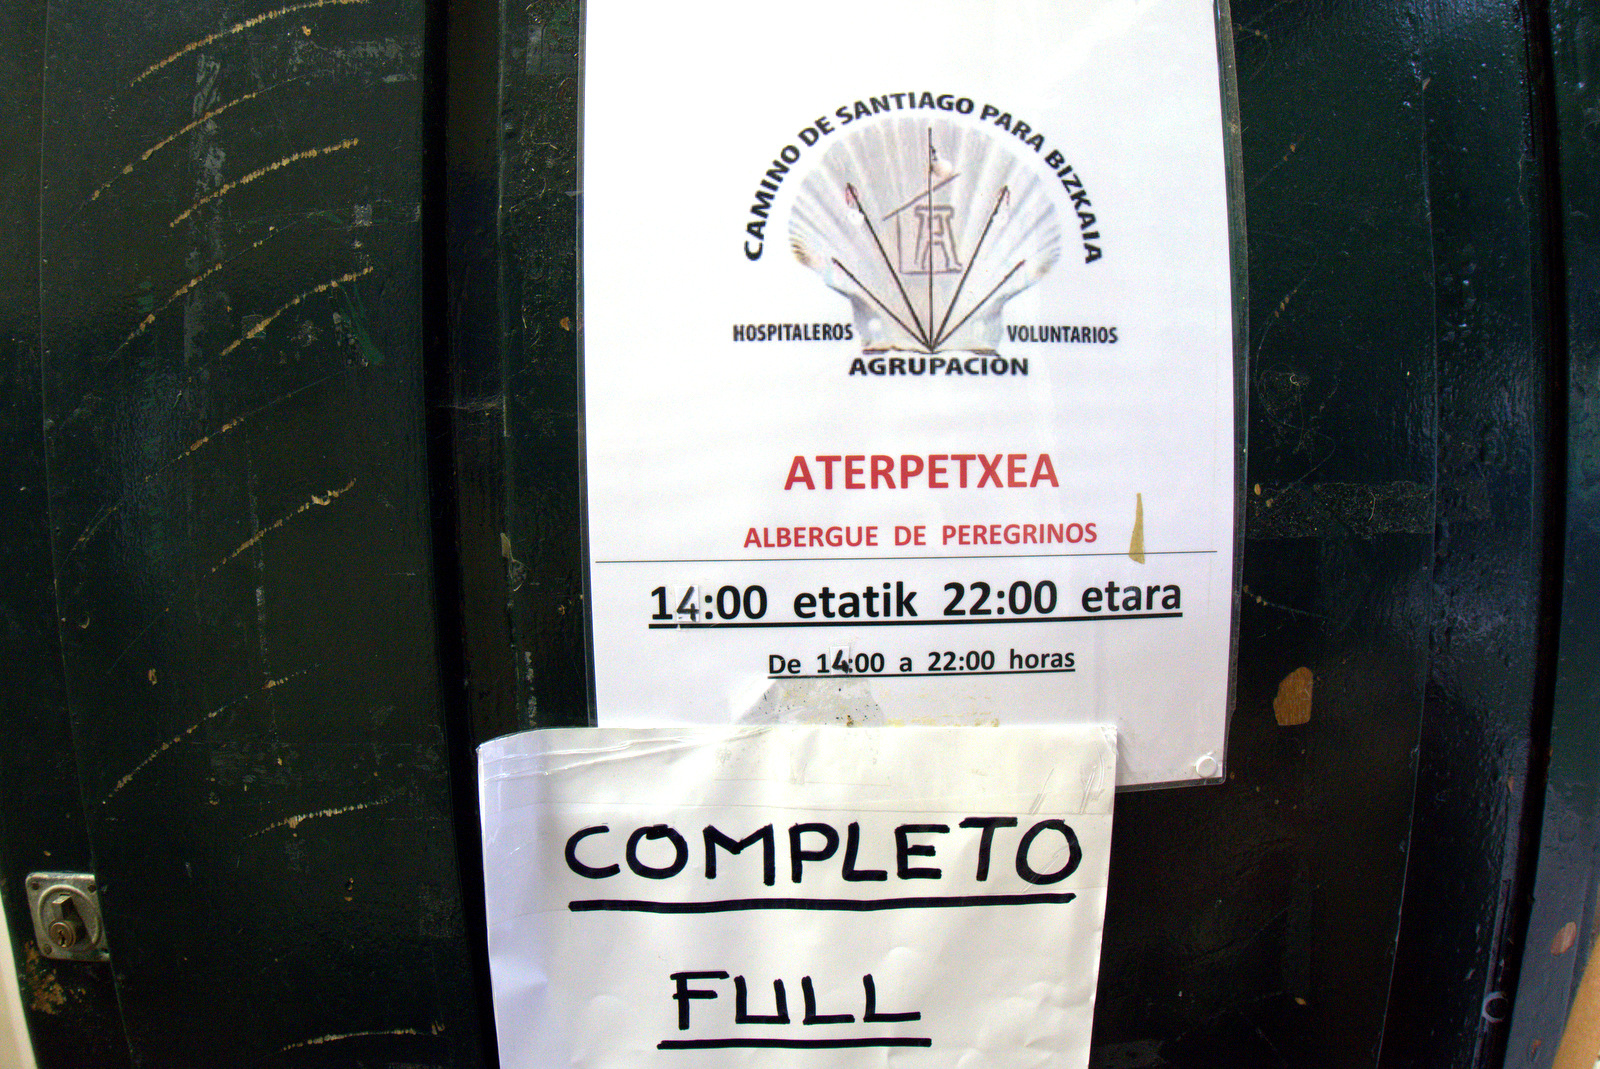 CAMINO DE SANTIAGO PARA BIZKAIA
HOSPITALEROS VOLUNTARIOS
AGRUPACIÒN
ATERPETXEA
ALBERGUE DE PEREGRINOS
14:00 etatik 22:00 etara
De 14:00 a 22:00 horas
COMPLETO
FULL